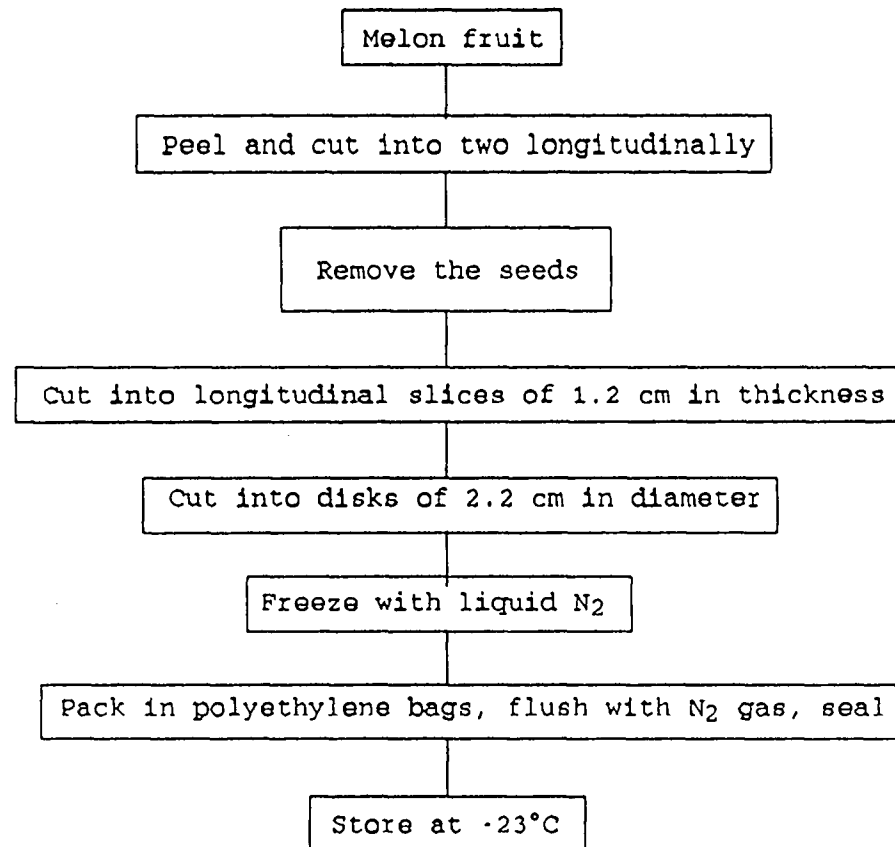 Melon fruit
Peel and cut into two longitudinally
Remove the seeds
Cut into longitudinal slices of 1.2 cm in thickness
Cut into disks of 2.2 cm in diameter
Freeze with liquid N₂
Pack in polyethylene bags, flush with N₂ gas, seal
Store at -23°C